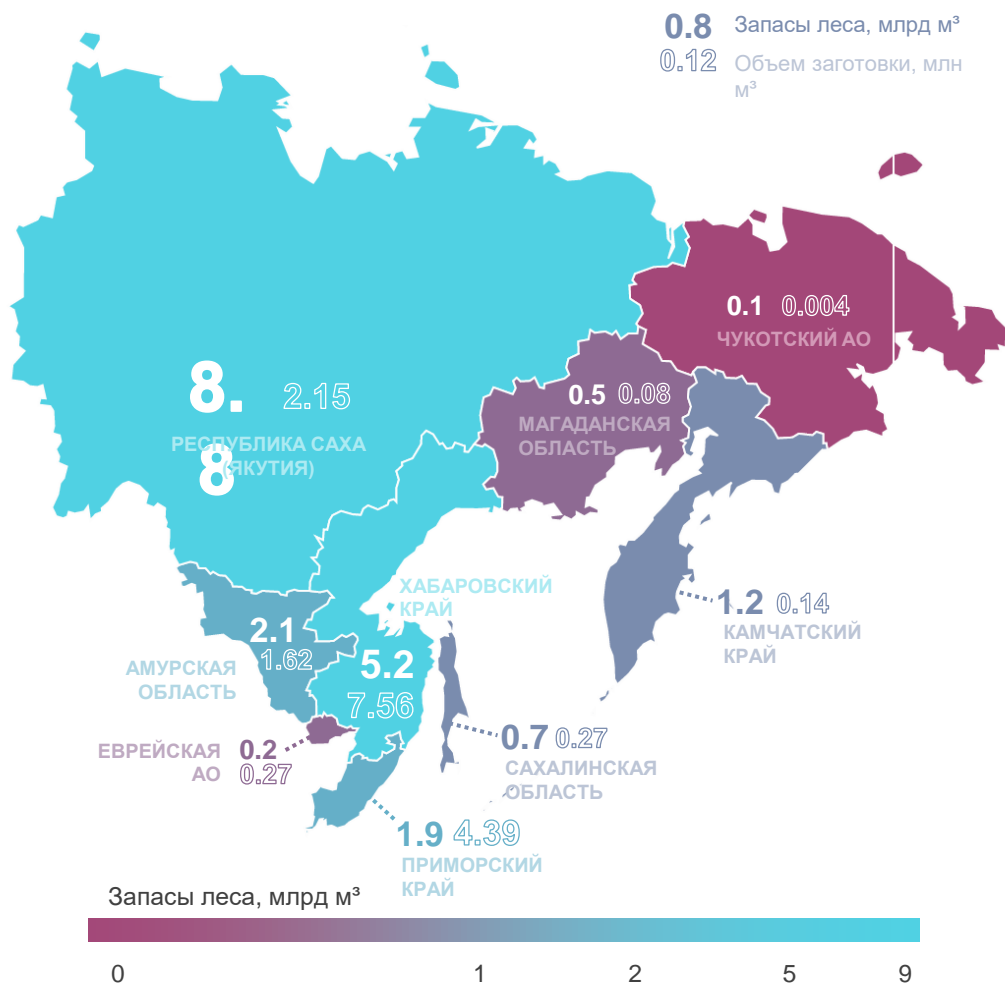 0.8 Запасы леса, млрд м³
0.12 Объем заготовки, млн
м³
0.1 0.004
ЧУКОТСКИЙ АО
8. 2.15
8
РЕСПУБЛИКА САХА
(ЯКУТИЯ)
0.5 0.08
МАГАДАНСКАЯ
ОБЛАСТЬ
ХАБАРОВСКИЙ
КРАЙ
5.2
7.56
1.2 0.14
КАМЧАТСКИЙ
КРАЙ
2.1
1.62
АМУРСКАЯ
ОБЛАСТЬ
0.7 0.27
САХАЛИНСКАЯ
ОБЛАСТЬ
ЕВРЕЙСКАЯ
АО
0.2
0.27
1.9 4.39
ПРИМОРСКИЙ
КРАЙ
Запасы леса, млрд м³
0 1 2 5 9